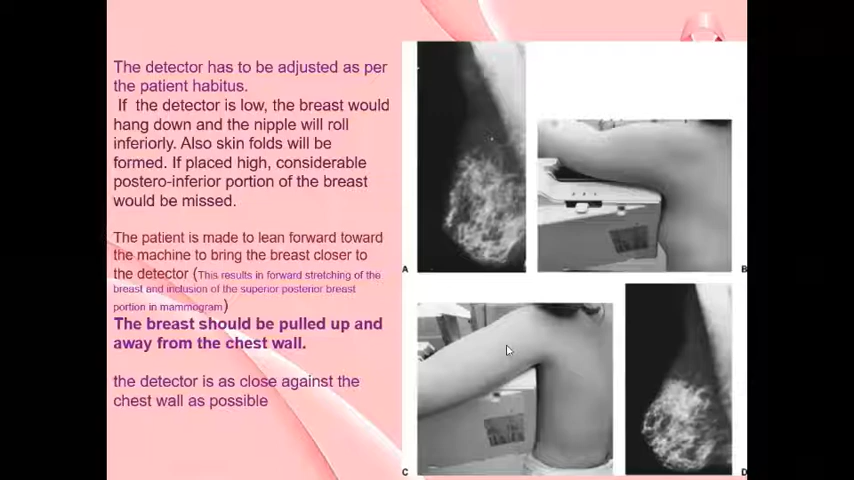 The detector has to be adjusted as per
the patient habitus.
If the detector is low, the breast would
hang down and the nipple will roll
inferiorly. Also skin folds will be
formed. If placed high, considerable
postero-inferior portion of the breast
would be missed.
The patient is made to lean forward toward
the machine to bring the breast closer to
the detector (This results in forward stretching of the
breast and inclusion of the superior posterior breast
portion in mammogram)
The breast should be pulled up and
away from the chest wall.
the detector is as close against the
chest wall as possible
A
B
C
D